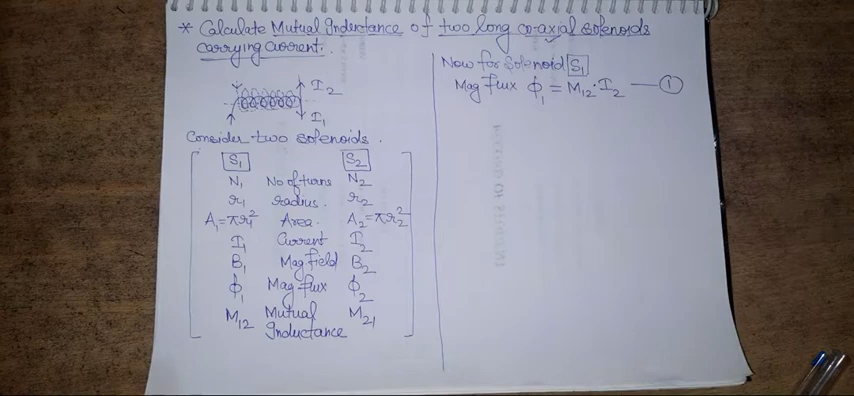 * Calculate Mutual Inductance of two long co-axial solenoids
carrying current.
I2
I1
Consider two solenoids.
S1 S2
N1 No of turns N2
r1 radius. r2
A1=πr1² Area. A2=πr2²
I1 Current I2
B1 Mag field B2
ϕ1 Mag flux ϕ2
M12 Mutual Inductance M21
Now for Solenoid S1
Mag flux ϕ1 = M12·I2 — ①